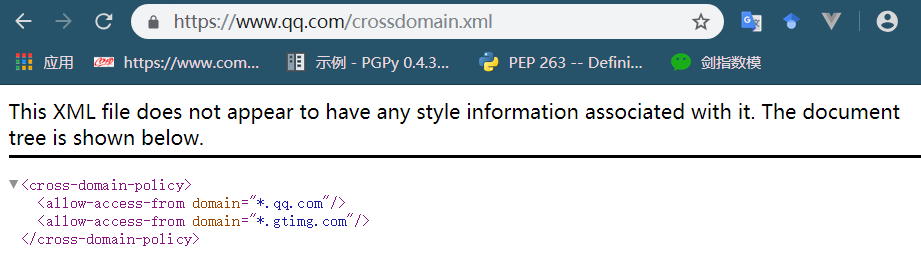 https://www.qq.com/crossdomain.xml
应用 https://www.com... 示例 - PGPy 0.4.3... PEP 263 -- Defini... 剑指数模
This XML file does not appear to have any style information associated with it. The document
tree is shown below.
<cross-domain-policy>
<allow-access-from domain="*.qq.com"/>
<allow-access-from domain="*.gtimg.com"/>
</cross-domain-policy>